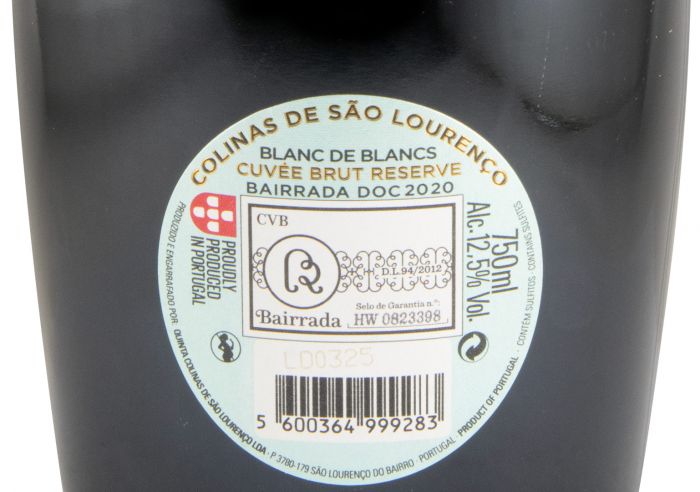 COLINAS DE SÃO LOURENÇO
BLANC DE BLANCS
CUVÉE BRUT RESERVE
BAIRRADA DOC 2020
CVB
D.L. 94/2012
Selo de Garantia n.º:
Bairrada
HW 0823398
PROUDLY
PRODUCED
IN PORTUGAL
750ml
Alc. 12,5% Vol.
L00325
5 600364 999283
PRODUZIDO E ENGARRAFADO POR: QUINTA COLINAS DE SÃO LOURENÇO LDA · P 3780-179 SÃO LOURENÇO DO BAIRRO - PORTUGAL
PRODUCT OF PORTUGAL · CONTÉM SULFITOS · CONTAINS SULFITES